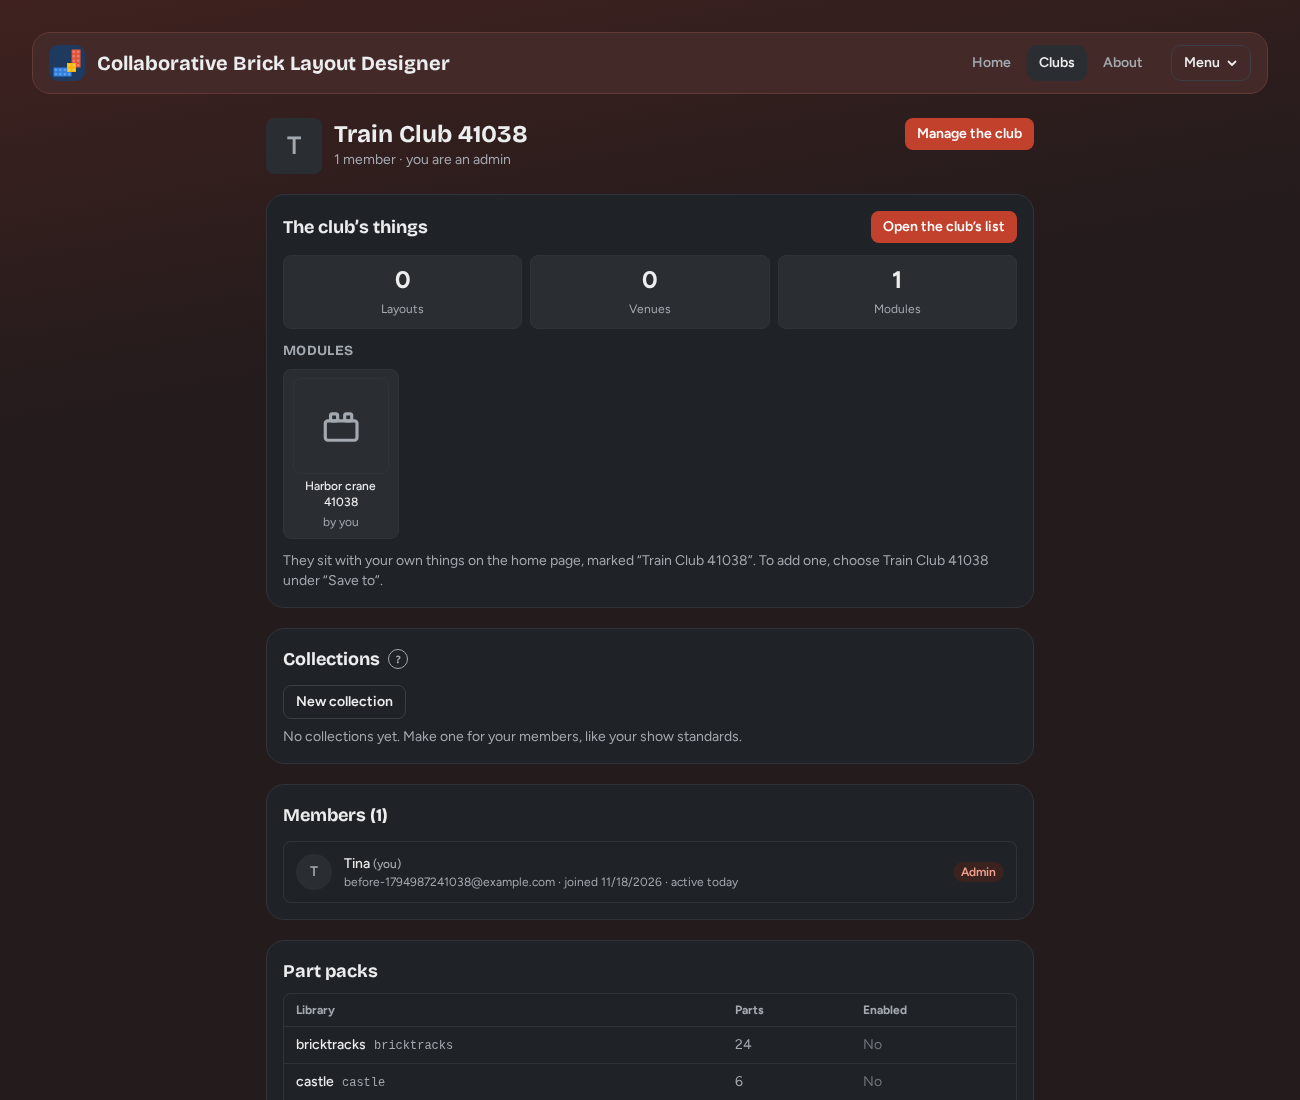 Collaborative Brick Layout Designer
Home
Clubs
About
Menu
T
Train Club 41038
1 member · you are an admin
Manage the club
The club’s things
Open the club’s list
0
Layouts
0
Venues
1
Modules
MODULES
Harbor crane
41038
by you
They sit with your own things on the home page, marked “Train Club 41038”. To add one, choose Train Club 41038
under “Save to”.
Collections
?
New collection
No collections yet. Make one for your members, like your show standards.
Members (1)
T
Tina (you)
before-1794987241038@example.com · joined 11/18/2026 · active today
Admin
Part packs
Library Parts Enabled
bricktracks bricktracks 24 No
castle castle 6 No